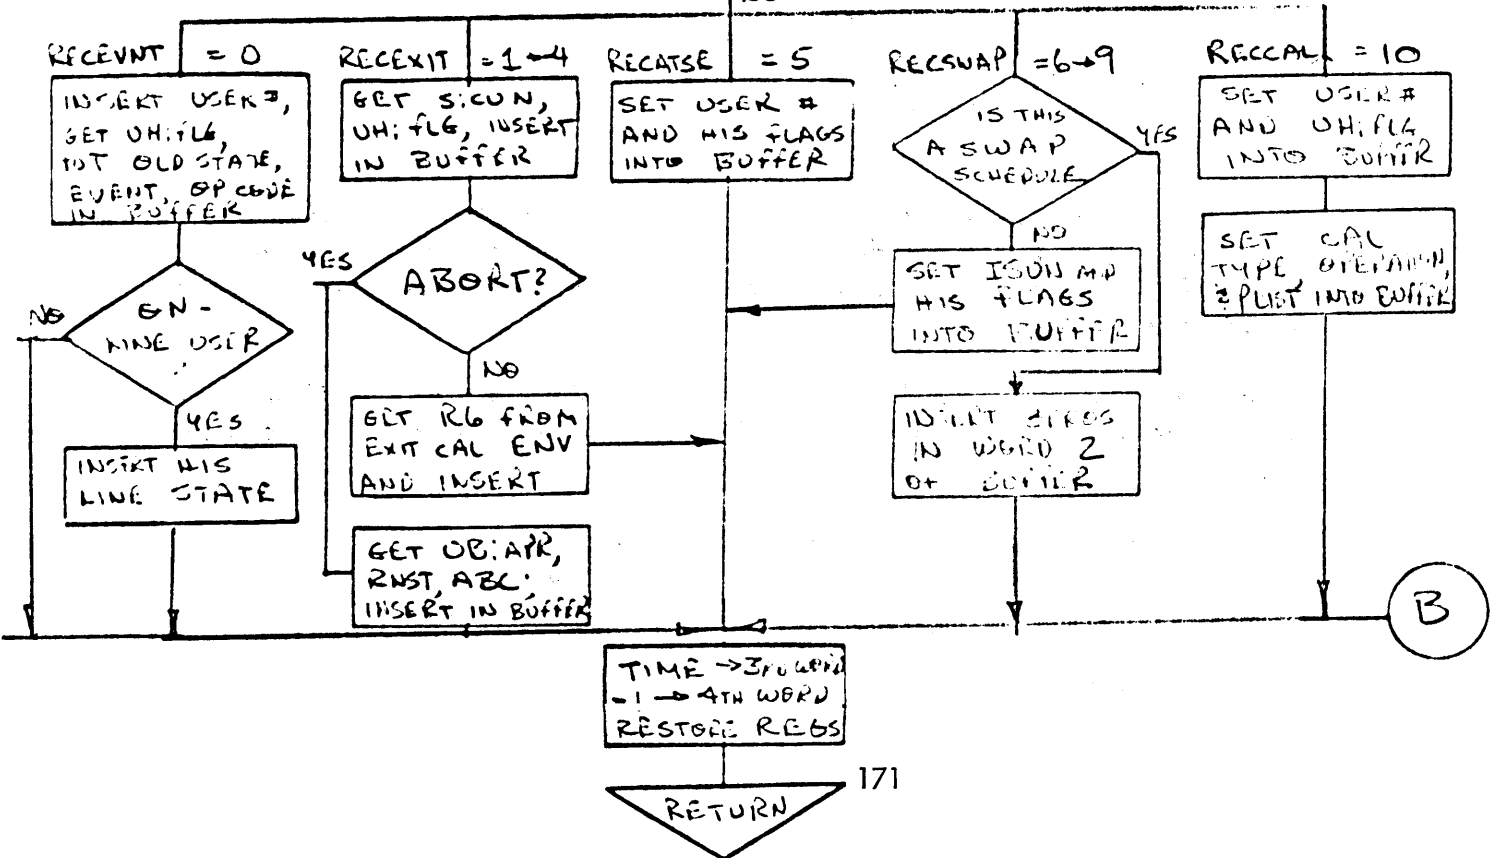 RECEVNT = 0
INSERT USER #,
GET UH:FLG,
PUT OLD STATE,
EVENT, OP CODE
IN BUFFER
ON-
LINE USER
?
NO
YES
INSERT HIS
LINE STATE
RECEXIT = 1→4
GET S:CUN,
UH:FLG, INSERT
IN BUFFER
ABORT?
YES
NO
GET R6 FROM
EXIT CAL ENV
AND INSERT
GET UB:APR,
RNST, ABC:
INSERT IN BUFFER
RECATSE = 5
SET USER #
AND HIS FLAGS
INTO BUFFER
RECSWAP = 6→9
IS THIS
A SWAP
SCHEDULE
YES
NO
SET ISUN AND
HIS FLAGS
INTO BUFFER
INSERT
IN WORD 2
OF BUFFER
RECCAL = 10
SET USER #
AND UH:FLG
INTO BUFFER
SET CAL
TYPE, OPERATION,
& PLIST INTO BUFFER
B
TIME → 3RD WORD
-1 → 4TH WORD
RESTORE REGS
RETURN
171